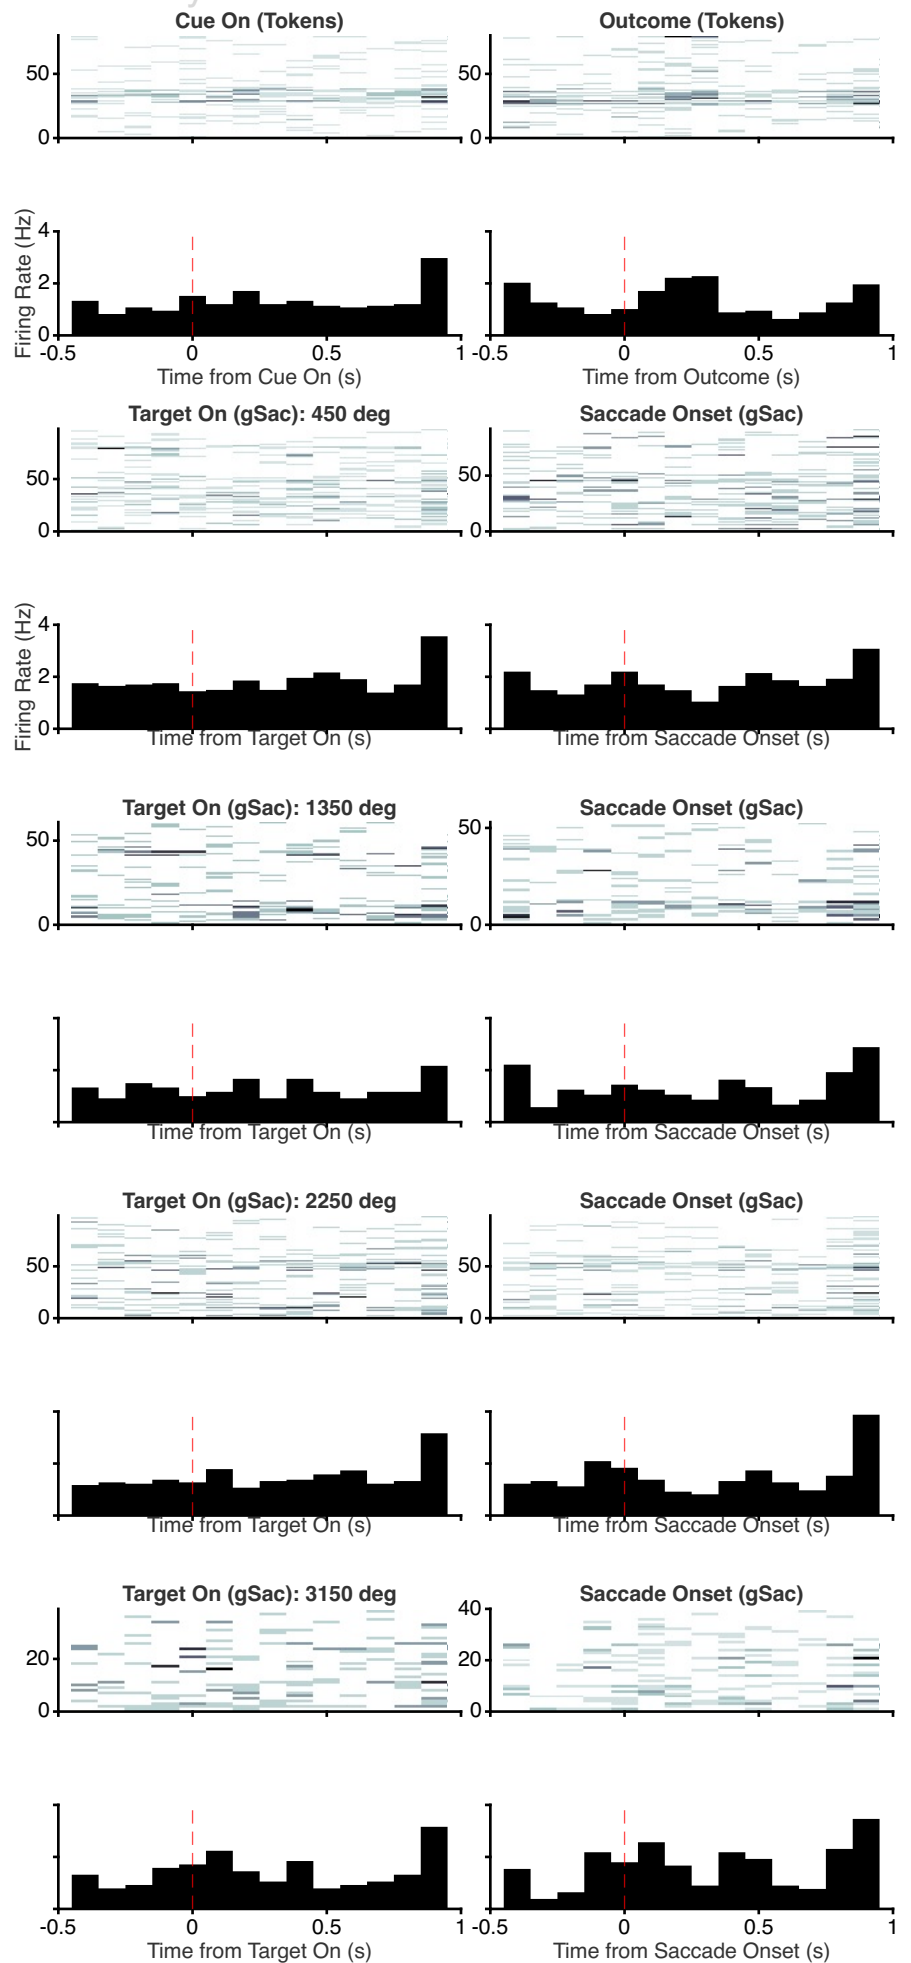 Cue On (Tokens) Outcome (Tokens)
50 50
0 0
Firing Rate (Hz)
4
2
0
-0.5 0 0.5 1 -0.5 0 0.5 1
Time from Cue On (s) Time from Outcome (s)
Target On (gSac): 450 deg Saccade Onset (gSac)
50 50
0 0
Firing Rate (Hz)
4
2
0
Time from Target On (s) Time from Saccade Onset (s)
Target On (gSac): 1350 deg Saccade Onset (gSac)
50 50
0 0
Time from Target On (s) Time from Saccade Onset (s)
Target On (gSac): 2250 deg Saccade Onset (gSac)
50 50
0 0
Time from Target On (s) Time from Saccade Onset (s)
Target On (gSac): 3150 deg Saccade Onset (gSac)
40
20 20
0 0
-0.5 0 0.5 1 -0.5 0 0.5 1
Time from Target On (s) Time from Saccade Onset (s)